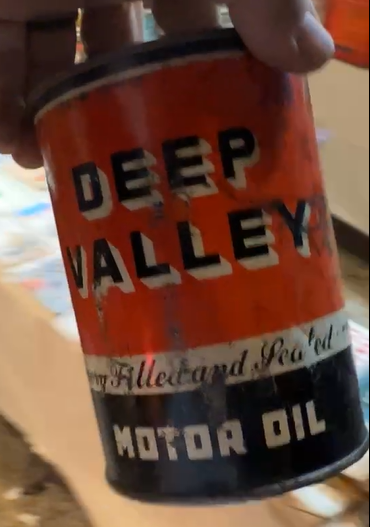 DEEP
VALLEY
Filled and Sealed
MOTOR OIL